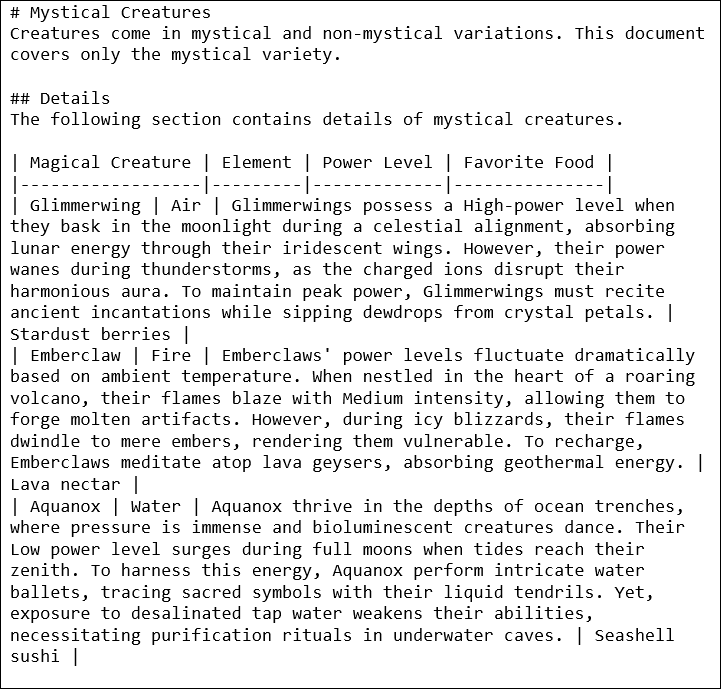 # Mystical Creatures
Creatures come in mystical and non-mystical variations. This document
covers only the mystical variety.

## Details
The following section contains details of mystical creatures.

| Magical Creature | Element | Power Level | Favorite Food |
|------------------|---------|-------------|---------------|
| Glimmerwing | Air | Glimmerwings possess a High-power level when
they bask in the moonlight during a celestial alignment, absorbing
lunar energy through their iridescent wings. However, their power
wanes during thunderstorms, as the charged ions disrupt their
harmonious aura. To maintain peak power, Glimmerwings must recite
ancient incantations while sipping dewdrops from crystal petals. |
Stardust berries |
| Emberclaw | Fire | Emberclaws' power levels fluctuate dramatically
based on ambient temperature. When nestled in the heart of a roaring
volcano, their flames blaze with Medium intensity, allowing them to
forge molten artifacts. However, during icy blizzards, their flames
dwindle to mere embers, rendering them vulnerable. To recharge,
Emberclaws meditate atop lava geysers, absorbing geothermal energy. |
Lava nectar |
| Aquanox | Water | Aquanox thrive in the depths of ocean trenches,
where pressure is immense and bioluminescent creatures dance. Their
Low power level surges during full moons when tides reach their
zenith. To harness this energy, Aquanox perform intricate water
ballets, tracing sacred symbols with their liquid tendrils. Yet,
exposure to desalinated tap water weakens their abilities,
necessitating purification rituals in underwater caves. | Seashell
sushi |